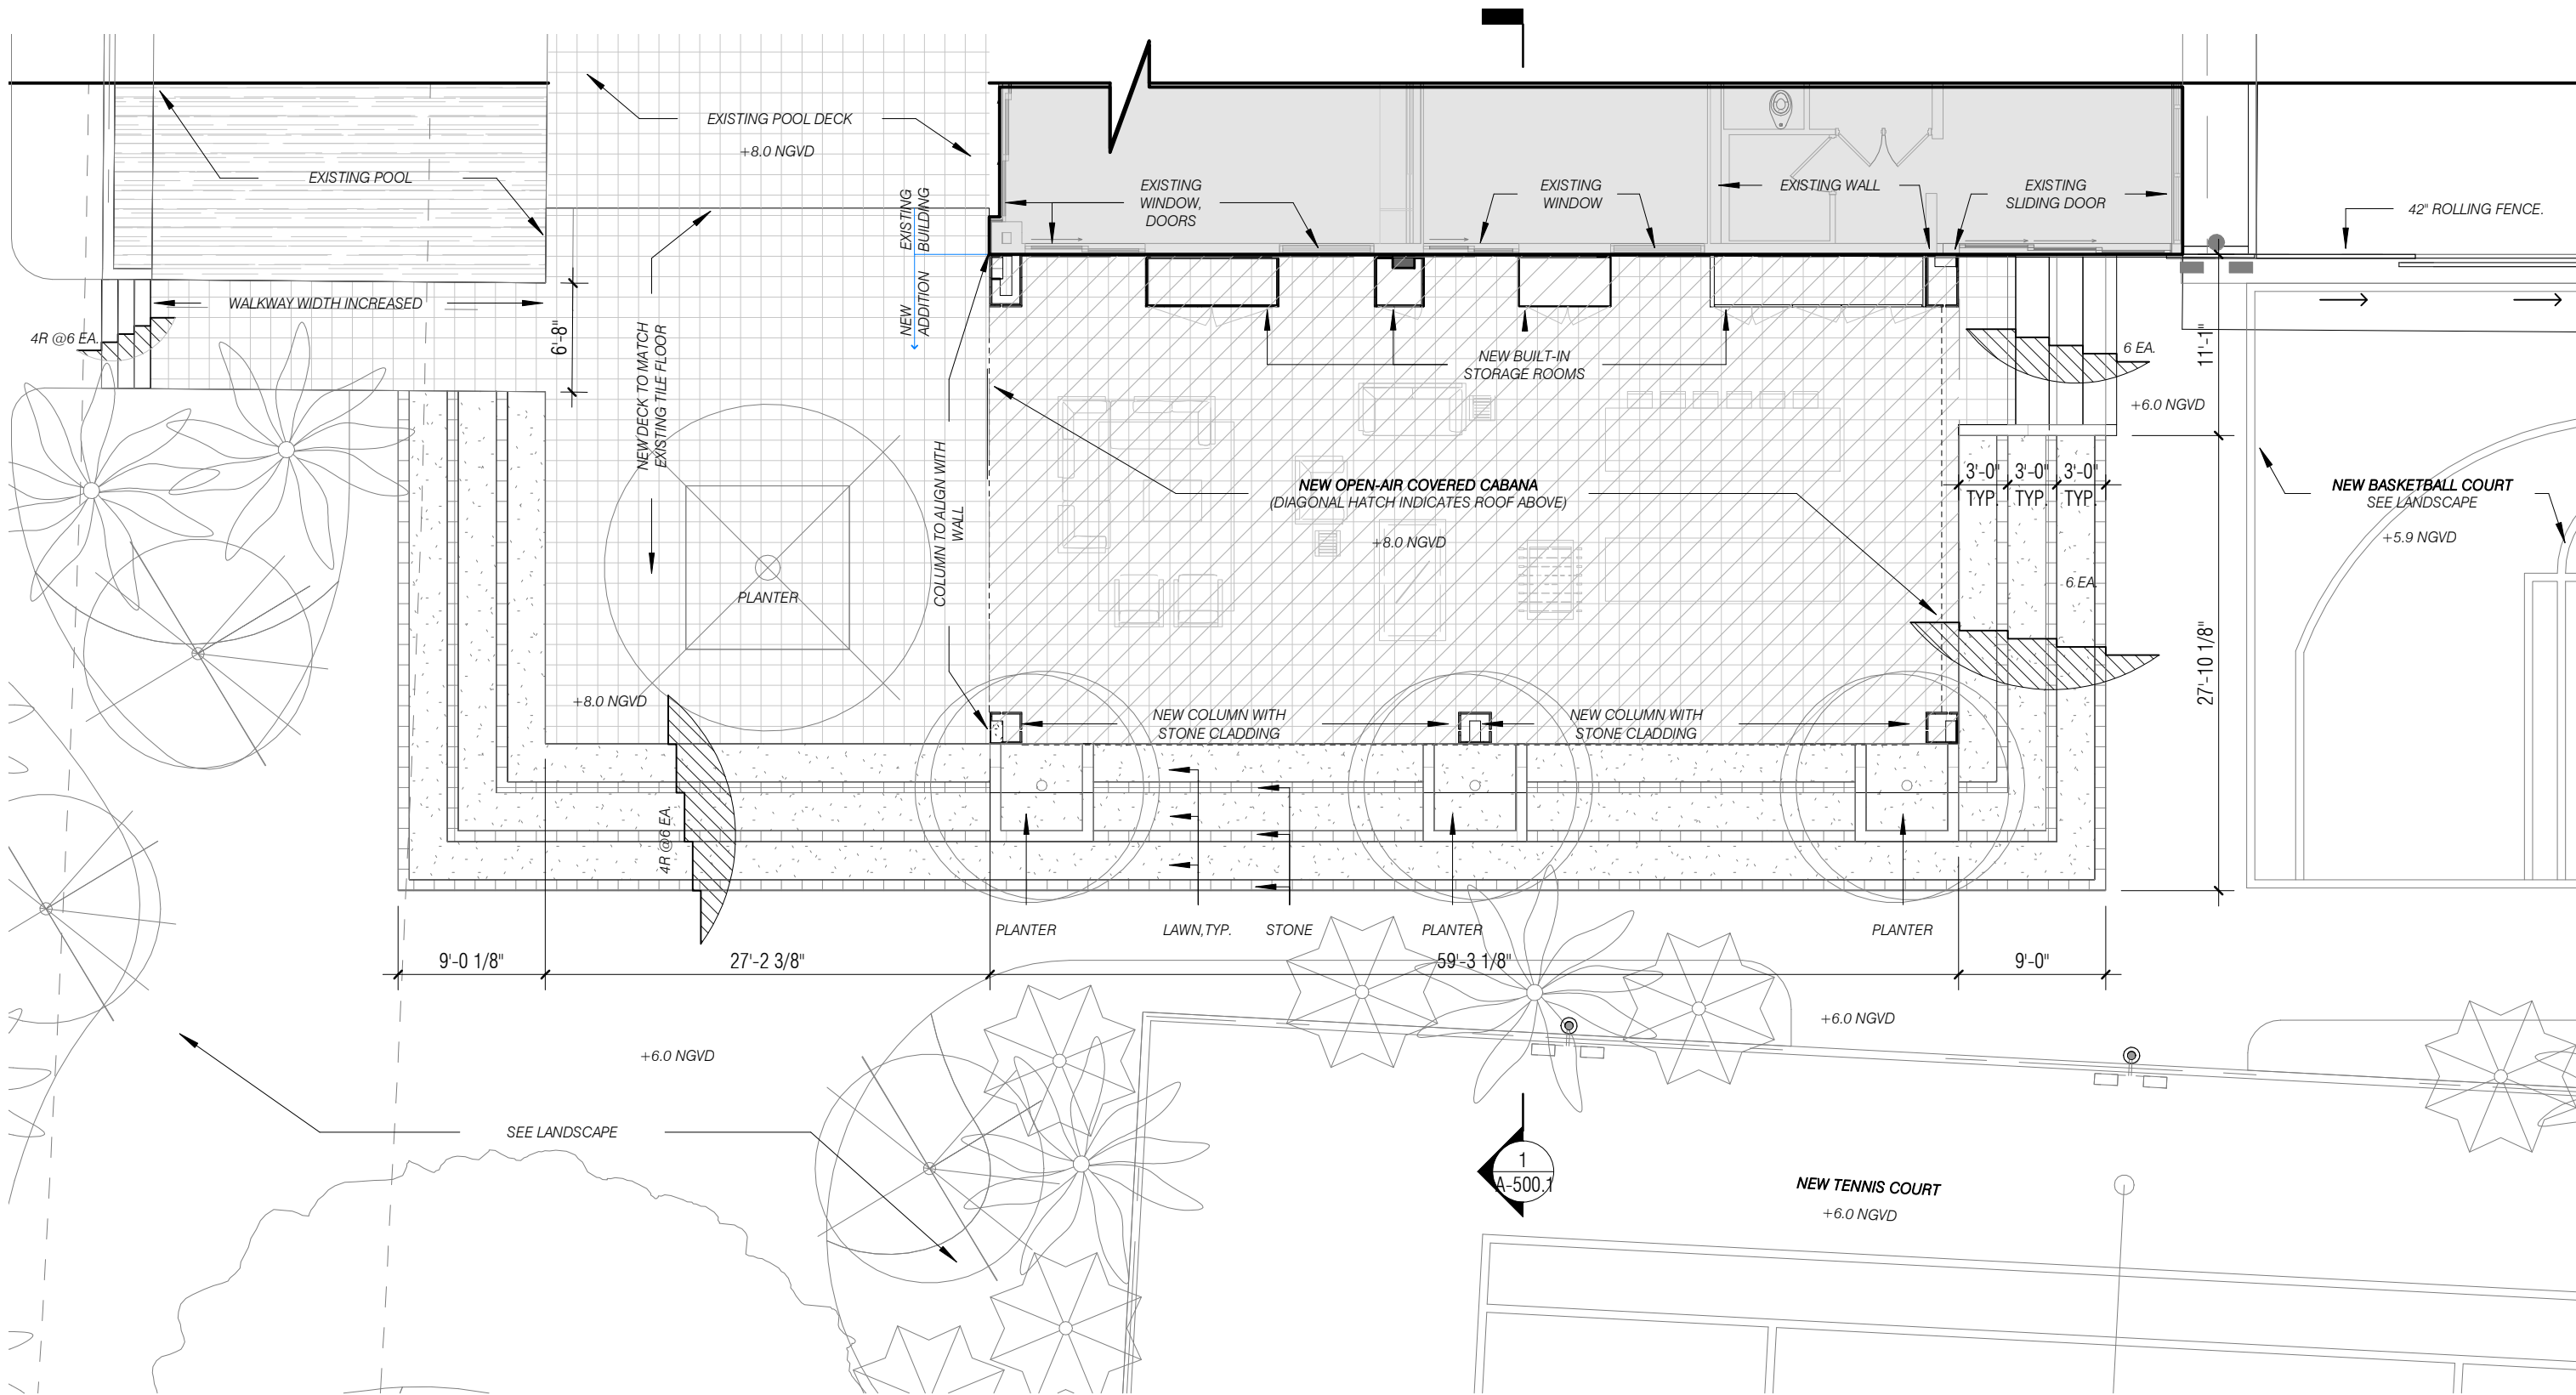 EXISTING POOL DECK
+8.0 NGVD
EXISTING POOL
EXISTING
BUILDING
NEW
ADDITION
EXISTING
WINDOW,
DOORS
EXISTING
WINDOW
EXISTING WALL
EXISTING
SLIDING DOOR
42" ROLLING FENCE.
WALKWAY WIDTH INCREASED
4R @6 EA.
6'-8"
NEW DECK TO MATCH
EXISTING TILE FLOOR
COLUMN TO ALIGN WITH
WALL
NEW BUILT-IN
STORAGE ROOMS
6 EA.
11'-1"
+6.0 NGVD
3'-0"
TYP.
3'-0"
TYP.
3'-0"
TYP.
NEW OPEN-AIR COVERED CABANA
(DIAGONAL HATCH INDICATES ROOF ABOVE)
+8.0 NGVD
NEW BASKETBALL COURT
SEE LANDSCAPE
+5.9 NGVD
6 EA.
PLANTER
27'-10 1/8"
+8.0 NGVD
NEW COLUMN WITH
STONE CLADDING
NEW COLUMN WITH
STONE CLADDING
4R @6 EA.
PLANTER
LAWN,TYP.
STONE
PLANTER
PLANTER
9'-0 1/8"
27'-2 3/8"
59'-3 1/8"
9'-0"
+6.0 NGVD
+6.0 NGVD
SEE LANDSCAPE
1
A-500.1
NEW TENNIS COURT
+6.0 NGVD